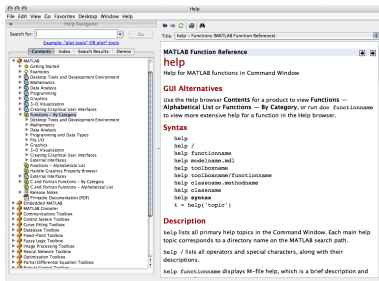 Help
File Edit View Go Favorites Desktop Window Help
Help Navigator
Search for:
Go
Example: "plot tools" OR plot* tools
Contents Index Search Results Demos
MATLAB
Getting Started
Examples
Desktop Tools and Development Environment
Mathematics
Data Analysis
Programming
Graphics
3-D Visualization
Creating Graphical User Interfaces
Functions - By Category
Desktop Tools and Development Environment
Mathematics
Data Analysis
Programming and Data Types
File I/O
Graphics
3-D Visualization
Creating Graphical User Interfaces
External Interfaces
Functions - Alphabetical List
Handle Graphics Property Browser
External Interfaces
C and Fortran Functions - By Category
C and Fortran Functions - Alphabetical List
Release Notes
Printable Documentation (PDF)
Embedded MATLAB
MATLAB Compiler
Communications Toolbox
Control System Toolbox
Curve Fitting Toolbox
Database Toolbox
Fixed-Point Toolbox
Fuzzy Logic Toolbox
Image Processing Toolbox
Neural Network Toolbox
Optimization Toolbox
Partial Differential Equation Toolbox
Robust Control Toolbox
Title: help : Functions (MATLAB Function Reference)
MATLAB Function Reference
help
Help for MATLAB functions in Command Window
GUI Alternatives
Use the Help browser Contents for a product to view Functions —
Alphabetical List or Functions — By Category, or run doc functionname
to view more extensive help for a function in the Help browser.
Syntax
help
help /
help functionname
help modelname.mdl
help toolboxname
help toolboxname/functionname
help classname.methodname
help classname
help syntax
t = help('topic')
Description
help lists all primary help topics in the Command Window. Each main help
topic corresponds to a directory name on the MATLAB search path.
help / lists all operators and special characters, along with their
descriptions.
help functionname displays M-file help, which is a brief description and